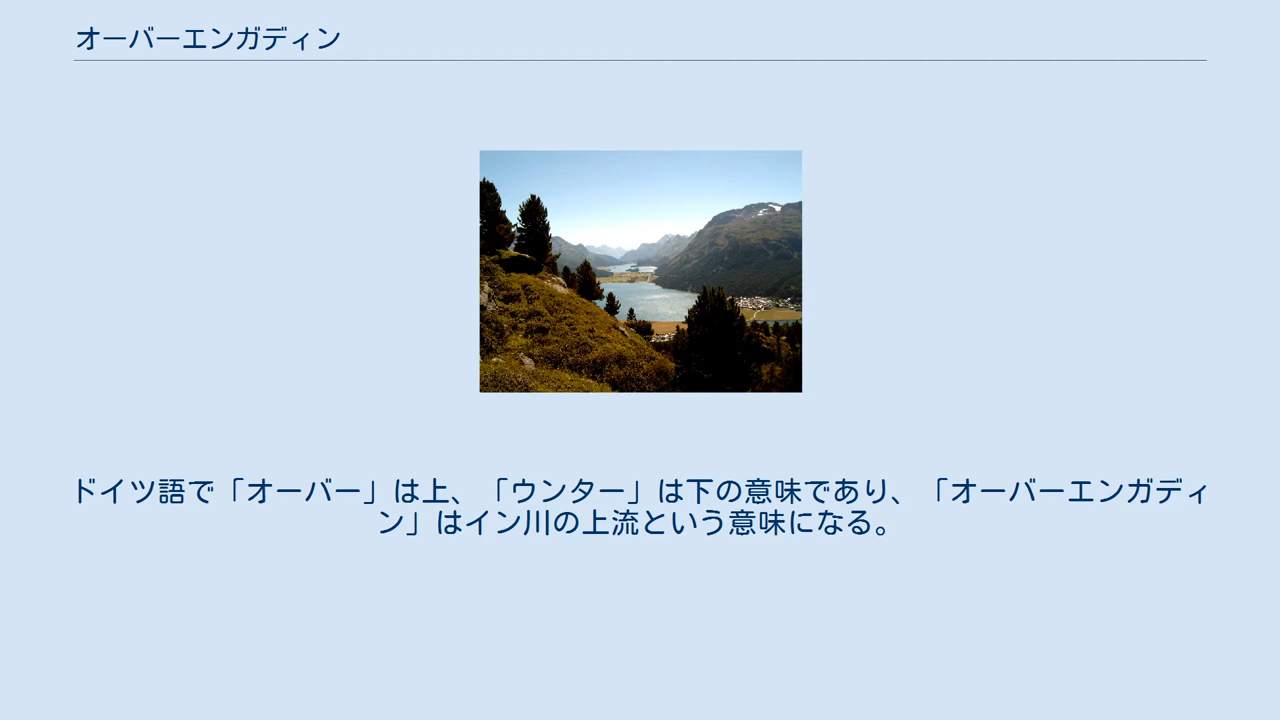 オーバーエンガディン
ドイツ語で「オーバー」は上、「ウンター」は下の意味であり、「オーバーエンガディ
ン」はイン川の上流という意味になる。